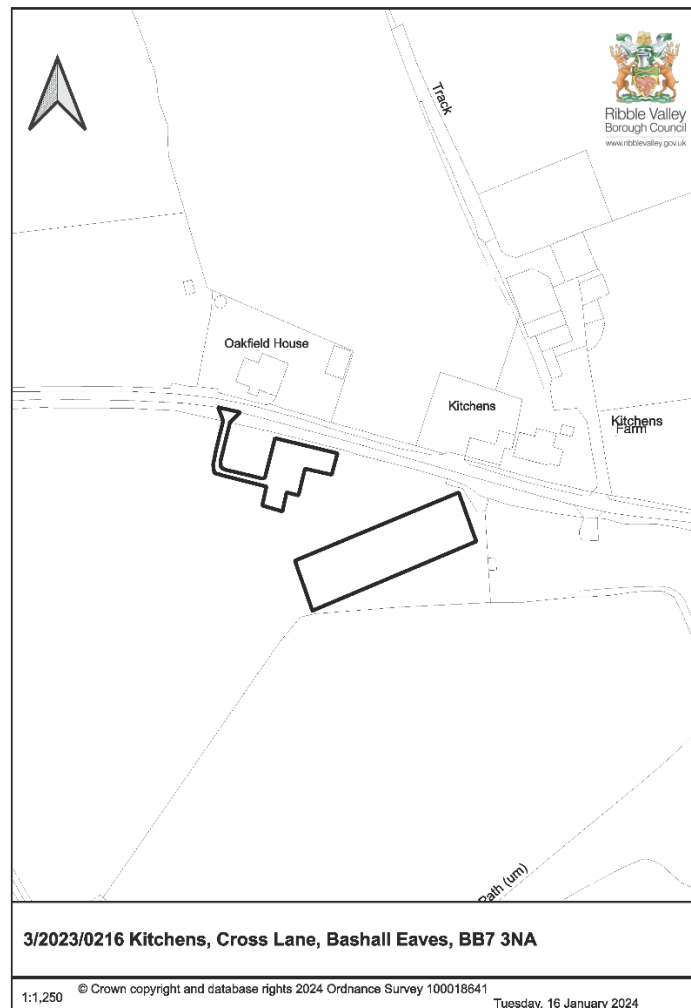 Track
Ribble Valley
Borough Council
www.ribblevalley.gov.uk
Oakfield House
Kitchens
Kitchens
Farm
Path (um)
3/2023/0216 Kitchens, Cross Lane, Bashall Eaves, BB7 3NA
1:1,250
© Crown copyright and database rights 2024 Ordnance Survey 100018641
Tuesday, 16 January 2024